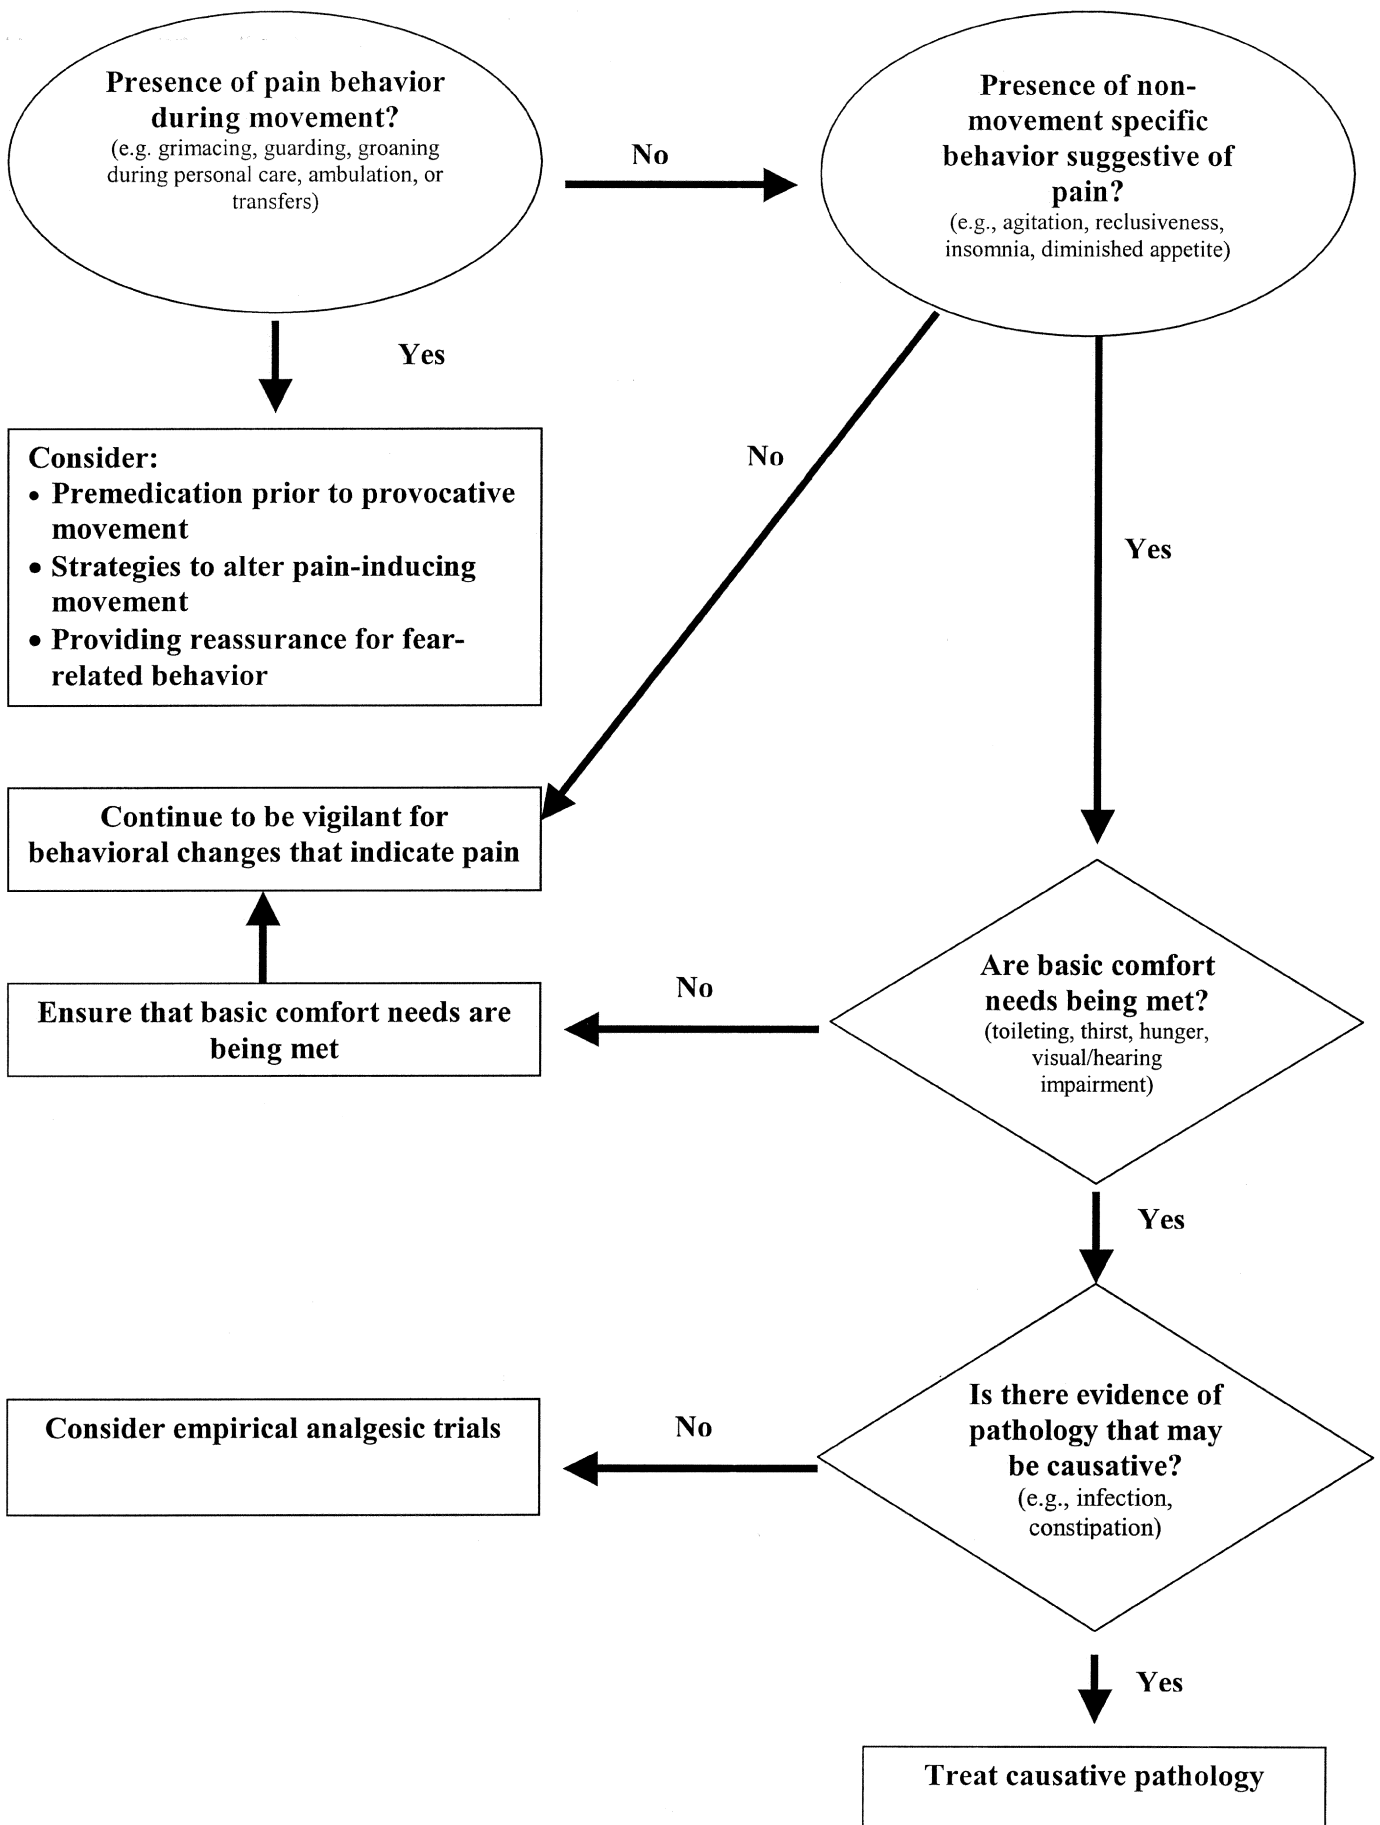 Presence of pain behavior
during movement?
(e.g. grimacing, guarding, groaning
during personal care, ambulation, or
transfers)
No
Presence of non-
movement specific
behavior suggestive of
pain?
(e.g., agitation, reclusiveness,
insomnia, diminished appetite)
Yes
Consider:
• Premedication prior to provocative
movement
• Strategies to alter pain-inducing
movement
• Providing reassurance for fear-
related behavior
No
Yes
Continue to be vigilant for
behavioral changes that indicate pain
Are basic comfort
needs being met?
(toileting, thirst, hunger,
visual/hearing
impairment)
No
Ensure that basic comfort needs are
being met
Yes
Is there evidence of
pathology that may
be causative?
(e.g., infection,
constipation)
No
Consider empirical analgesic trials
Yes
Treat causative pathology